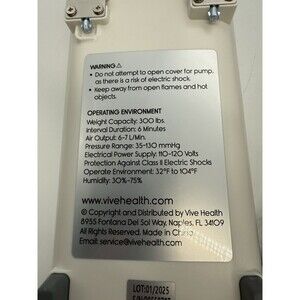 WARNING ⚠
• Do not attempt to open cover for pump,
as there is a risk of electric shock.
• Keep away from open flames and hot
objects.
OPERATING ENVIRONMENT
Weight Capacity: 300 lbs.
Interval Duration: 6 Minutes
Air Output: 6-7 L/Min.
Pressure Range: 35-130 mmHg
Electrical Power Supply: 110-120 Volts
Protection Against Class II Electric Shocks
Operate Environment: 32°F to 104°F
Humidity: 30%-75%
www.vivehealth.com
® Copyright and Distributed by Vive Health
8955 Fontana Del Sol Way, Naples, FL 34109
All Rights Reserved. Made in China
Email: service@vivehealth.com
LOT:01/2025